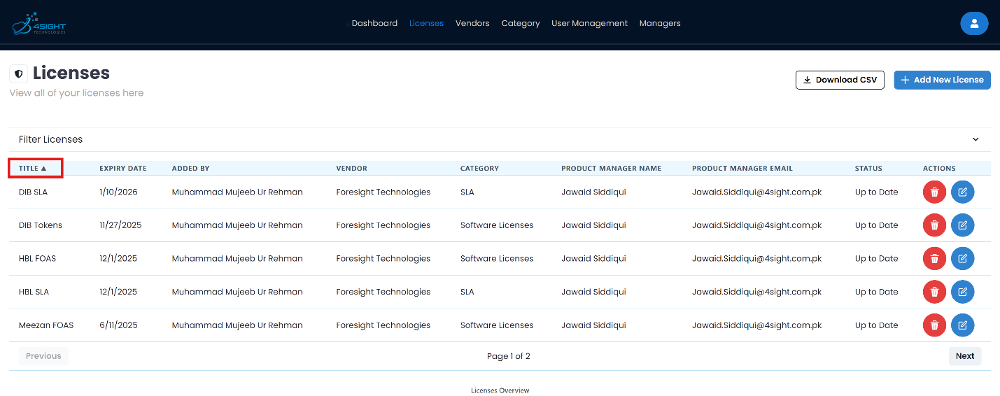 4SIGHT
TECHNOLOGIES
Dashboard Licenses Vendors Category User Management Managers
Licenses
View all of your licenses here
Download CSV
+ Add New License
Filter Licenses
TITLE ▲ EXPIRY DATE ADDED BY VENDOR CATEGORY PRODUCT MANAGER NAME PRODUCT MANAGER EMAIL STATUS ACTIONS
DIB SLA 1/10/2026 Muhammad Mujeeb Ur Rehman Foresight Technologies SLA Jawaid Siddiqui Jawaid.Siddiqui@4sight.com.pk Up to Date
DIB Tokens 11/27/2025 Muhammad Mujeeb Ur Rehman Foresight Technologies Software Licenses Jawaid Siddiqui Jawaid.Siddiqui@4sight.com.pk Up to Date
HBL FOAS 12/1/2025 Muhammad Mujeeb Ur Rehman Foresight Technologies Software Licenses Jawaid Siddiqui Jawaid.Siddiqui@4sight.com.pk Up to Date
HBL SLA 12/1/2025 Muhammad Mujeeb Ur Rehman Foresight Technologies SLA Jawaid Siddiqui Jawaid.Siddiqui@4sight.com.pk Up to Date
Meezan FOAS 6/11/2025 Muhammad Mujeeb Ur Rehman Foresight Technologies Software Licenses Jawaid Siddiqui Jawaid.Siddiqui@4sight.com.pk Up to Date
Previous Page 1 of 2 Next
Licenses Overview